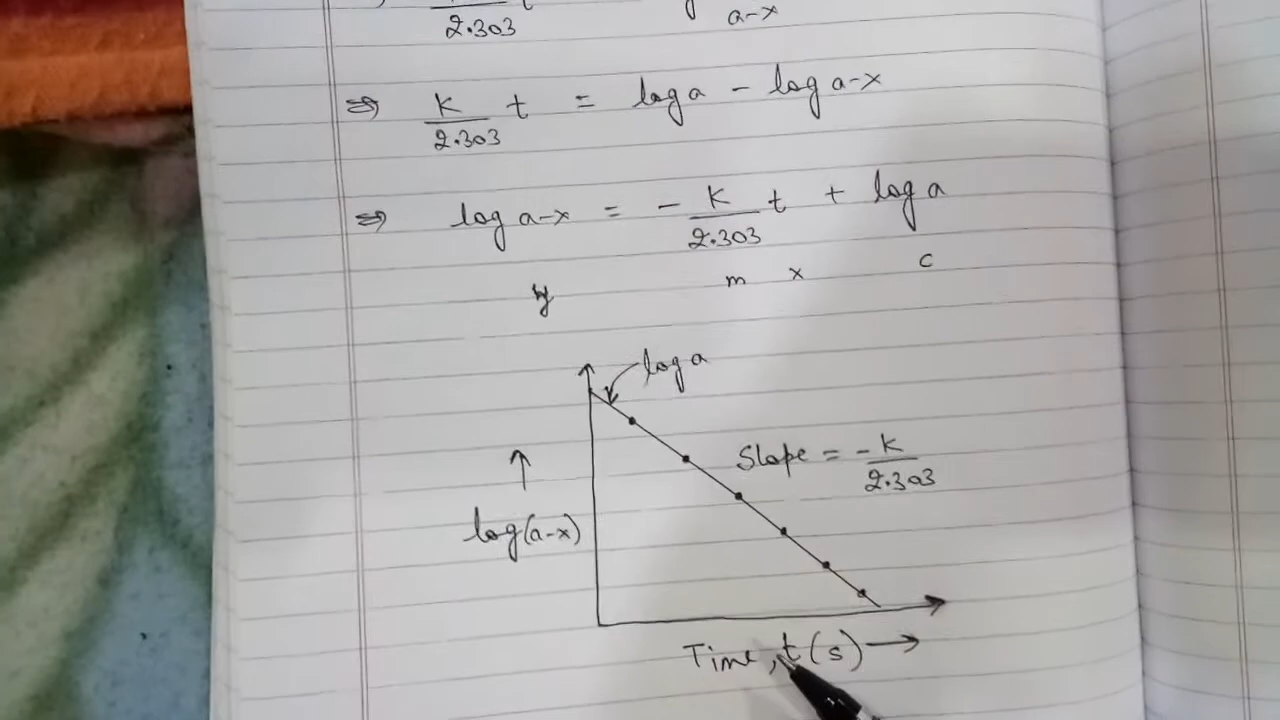 2.303 t a-x
⇒ K/2.303 t = log a - log a-x
⇒ log a-x = - K/2.303 t + log a
y m x c
log a
Slope = -K/2.303
log(a-x)
Time, t(s) →